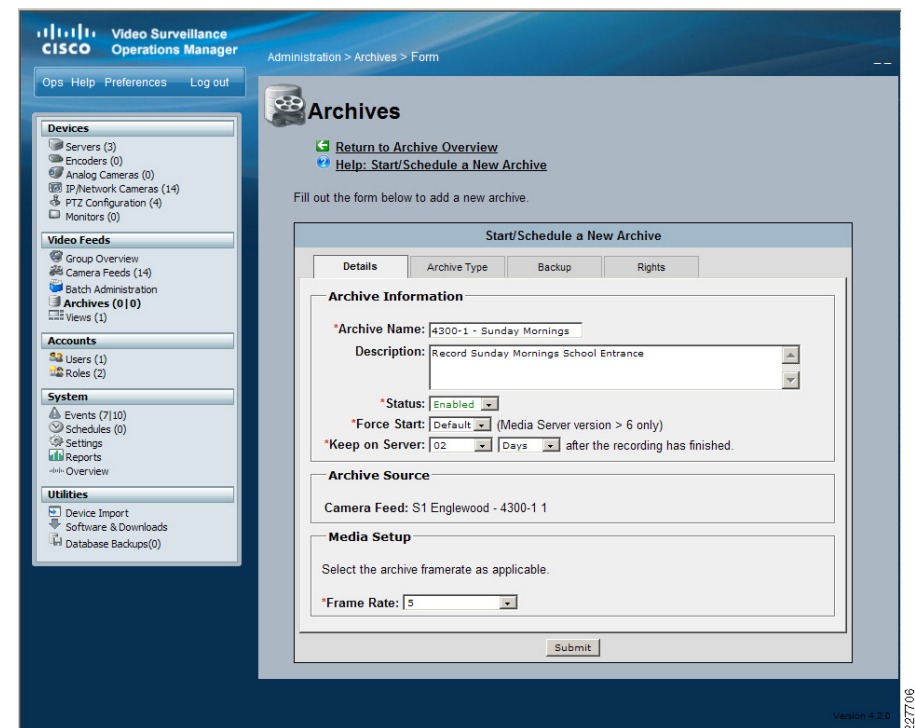 CISCO
Video Surveillance
Operations Manager
Administration > Archives > Form
Ops Help Preferences Log out
Devices
Servers (3)
Encoders (0)
Analog Cameras (0)
IP/Network Cameras (14)
PTZ Configuration (4)
Monitors (0)
Video Feeds
Group Overview
Camera Feeds (14)
Batch Administration
Archives (0|0)
Views (1)
Accounts
Users (1)
Roles (2)
System
Events (7|10)
Schedules (0)
Settings
Reports
Overview
Utilities
Device Import
Software & Downloads
Database Backups(0)
Archives
Return to Archive Overview
Help: Start/Schedule a New Archive
Fill out the form below to add a new archive.
Start/Schedule a New Archive
Details Archive Type Backup Rights
Archive Information
*Archive Name: 4300-1 - Sunday Mornings
Description: Record Sunday Mornings School Entrance
*Status: Enabled
*Force Start: Default (Media Server version > 6 only)
*Keep on Server: 02 Days after the recording has finished.
Archive Source
Camera Feed: S1 Englewood - 4300-1 1
Media Setup
Select the archive framerate as applicable.
*Frame Rate: 5
Submit
Version 4.2.0
227706